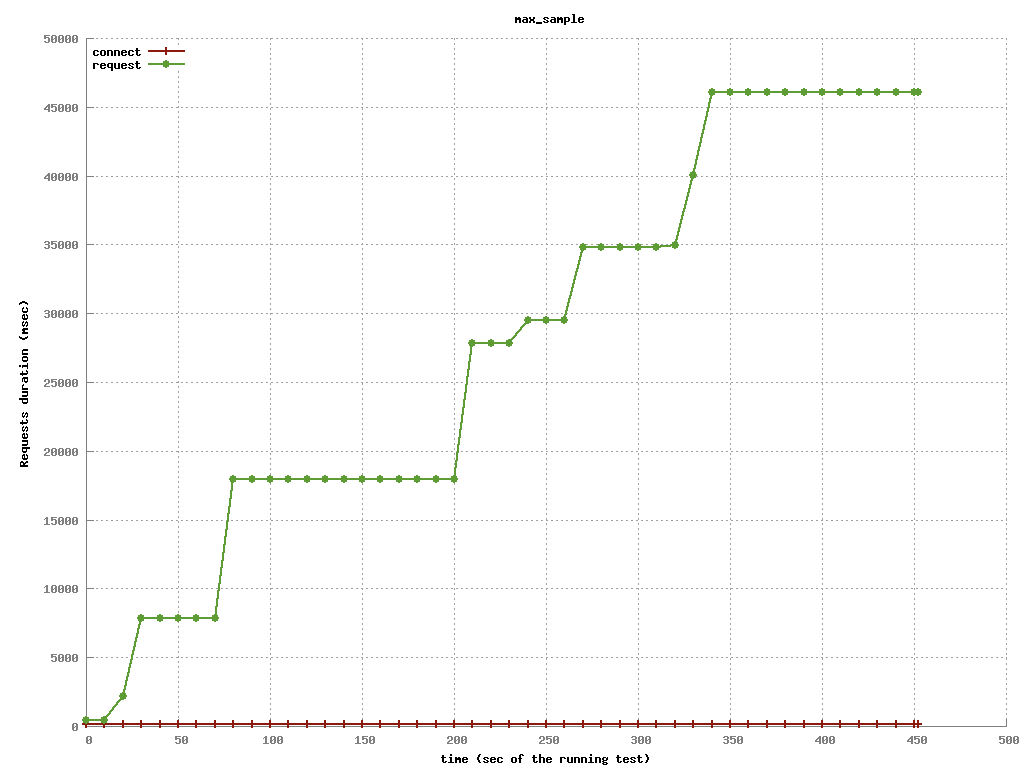 max_sample
connect
request
50000
45000
40000
35000
30000
25000
20000
15000
10000
5000
0
Requests duration (msec)
0 50 100 150 200 250 300 350 400 450 500
time (sec of the running test)